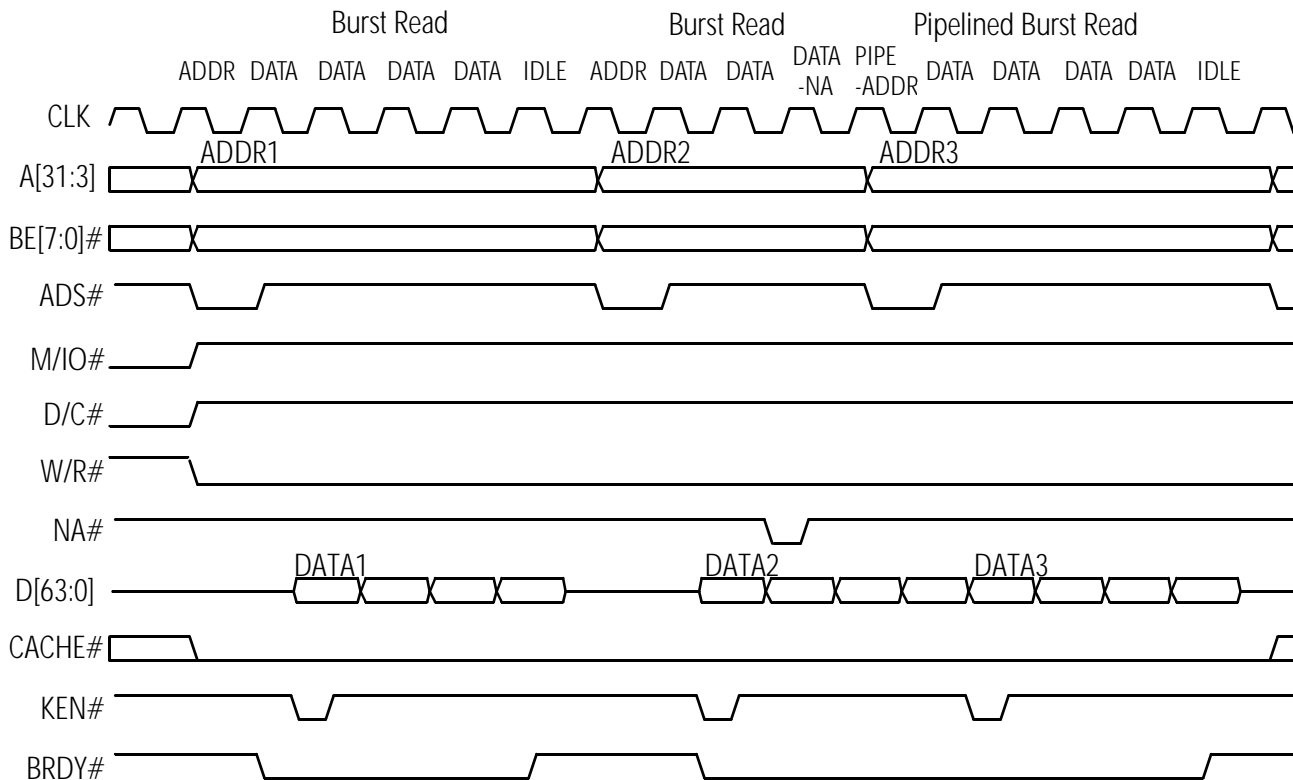 Burst Read Burst Read Pipelined Burst Read
ADDR DATA DATA DATA DATA IDLE ADDR DATA DATA DATA -NA PIPE -ADDR DATA DATA DATA DATA IDLE
CLK
ADDR1 ADDR2 ADDR3
A[31:3]
BE[7:0]#
ADS#
M/IO#
D/C#
W/R#
NA#
DATA1 DATA2 DATA3
D[63:0]
CACHE#
KEN#
BRDY#